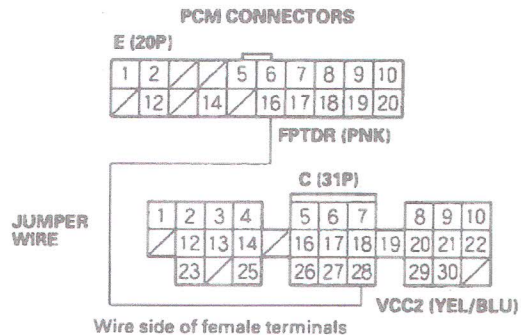 PCM CONNECTORS
E (20P)
1 2 5 6 7 8 9 10
12 14 16 17 18 19 20
FPTDR (PNK)
C (31P)
1 2 3 4 5 6 7 8 9 10
12 13 14 16 17 18 19 20 21 22
23 25 26 27 28 29 30
JUMPER
WIRE
VCC2 (YEL/BLU)
Wire side of female terminals